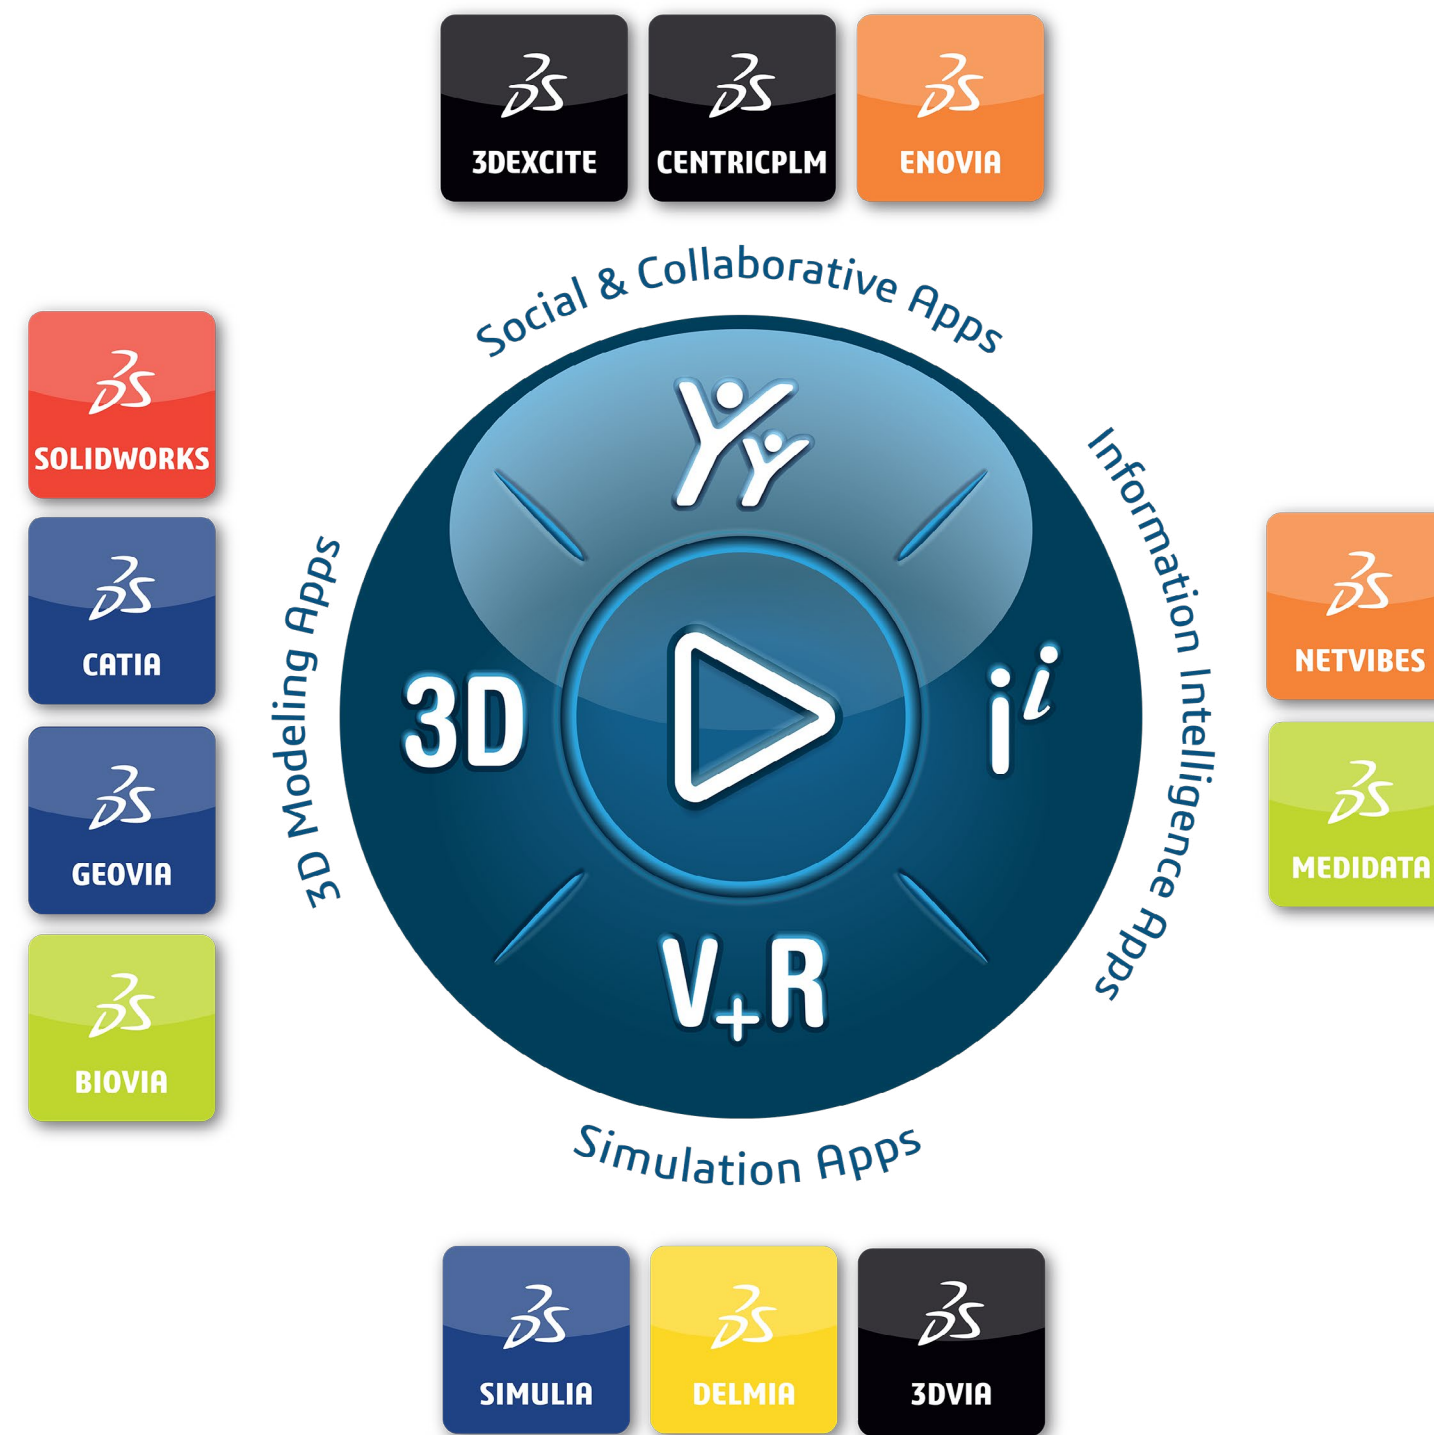 3DEXCITE
CENTRICPLM
ENOVIA
Social & Collaborative Apps
SOLIDWORKS
CATIA
GEOVIA
BIOVIA
3D Modeling Apps
3D
i i
V+R
Information Intelligence Apps
NETVIBES
MEDIDATA
Simulation Apps
SIMULIA
DELMIA
3DVIA